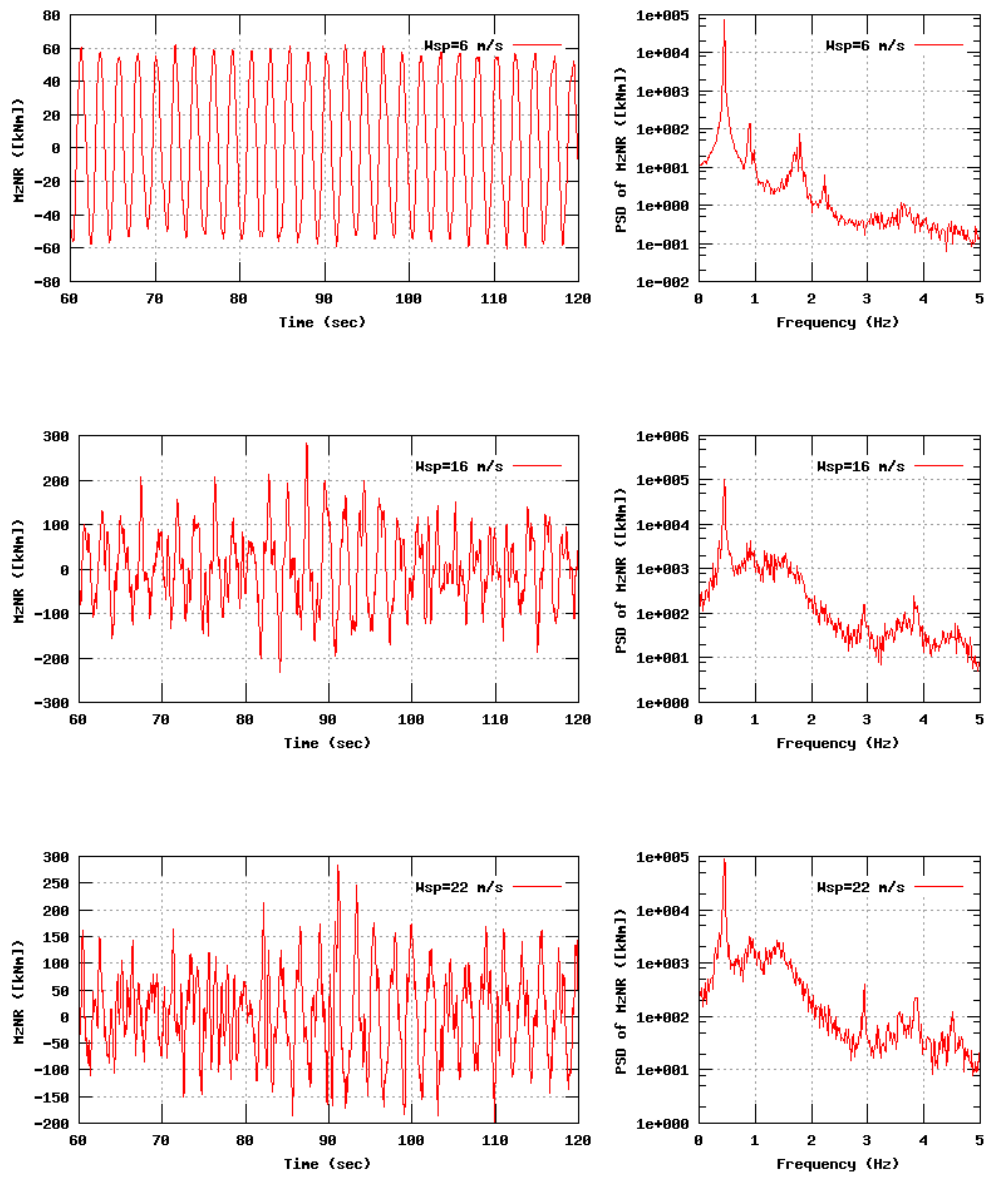 80
60
40
20
0
-20
-40
-60
-80
MzNR ([kNm])
Wsp=6 m/s
60 70 80 90 100 110 120
Time (sec)
1e+005
1e+004
1e+003
1e+002
1e+001
1e+000
1e-001
1e-002
PSD of MzNR ([kNm])
Wsp=6 m/s
0 1 2 3 4 5
Frequency (Hz)
300
200
100
0
-100
-200
-300
MzNR ([kNm])
Wsp=16 m/s
60 70 80 90 100 110 120
Time (sec)
1e+006
1e+005
1e+004
1e+003
1e+002
1e+001
1e+000
PSD of MzNR ([kNm])
Wsp=16 m/s
0 1 2 3 4 5
Frequency (Hz)
300
250
200
150
100
50
0
-50
-100
-150
-200
MzNR ([kNm])
Wsp=22 m/s
60 70 80 90 100 110 120
Time (sec)
1e+005
1e+004
1e+003
1e+002
1e+001
1e+000
PSD of MzNR ([kNm])
Wsp=22 m/s
0 1 2 3 4 5
Frequency (Hz)